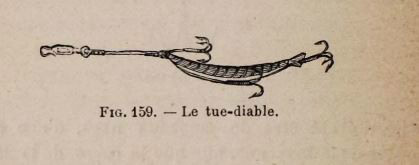 FIG. 159. — Le tue-diable.